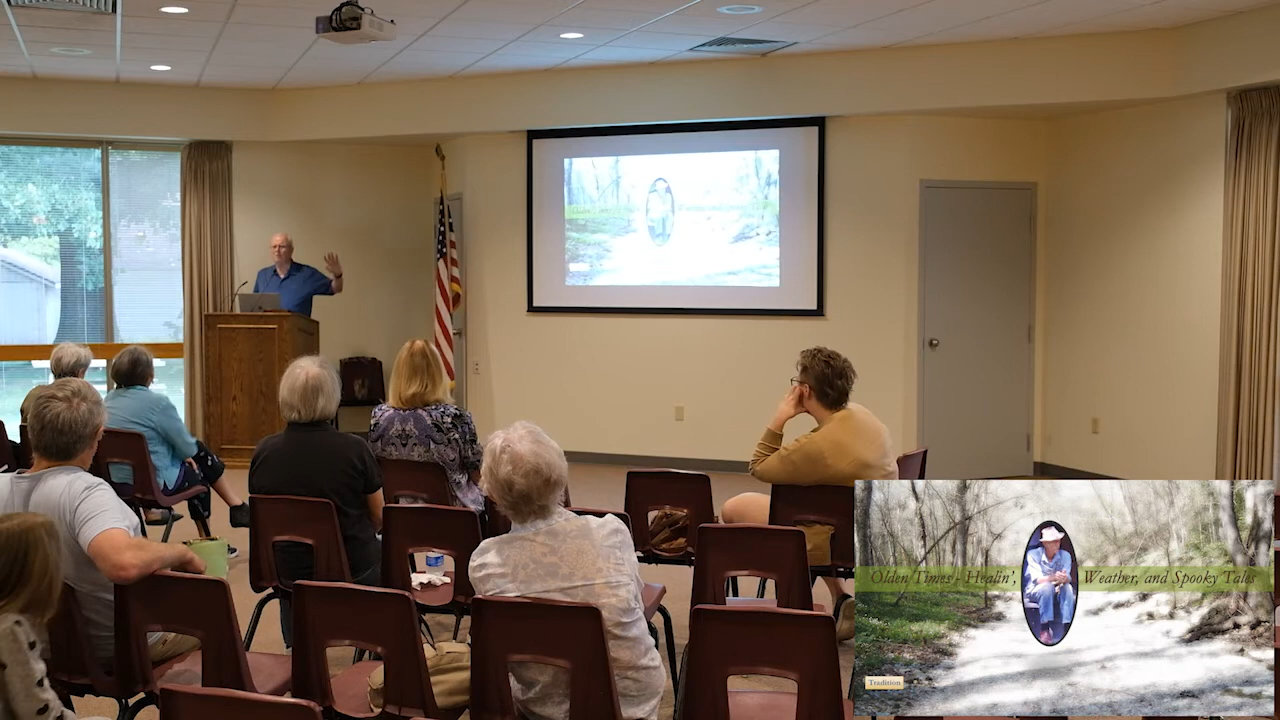 Olden Times - Healin', Weather, and Spooky Tales
Tradition